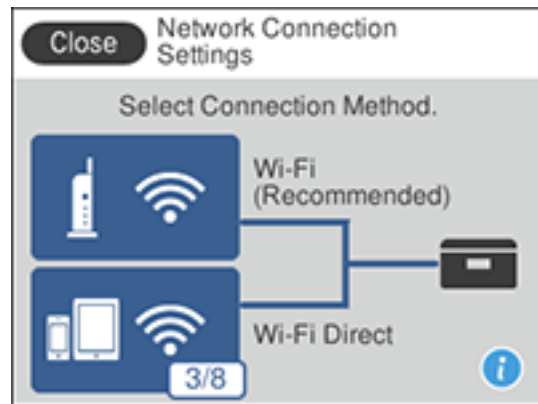 Close
Network Connection
Settings
Select Connection Method.
Wi-Fi
(Recommended)
Wi-Fi Direct
3/8
i